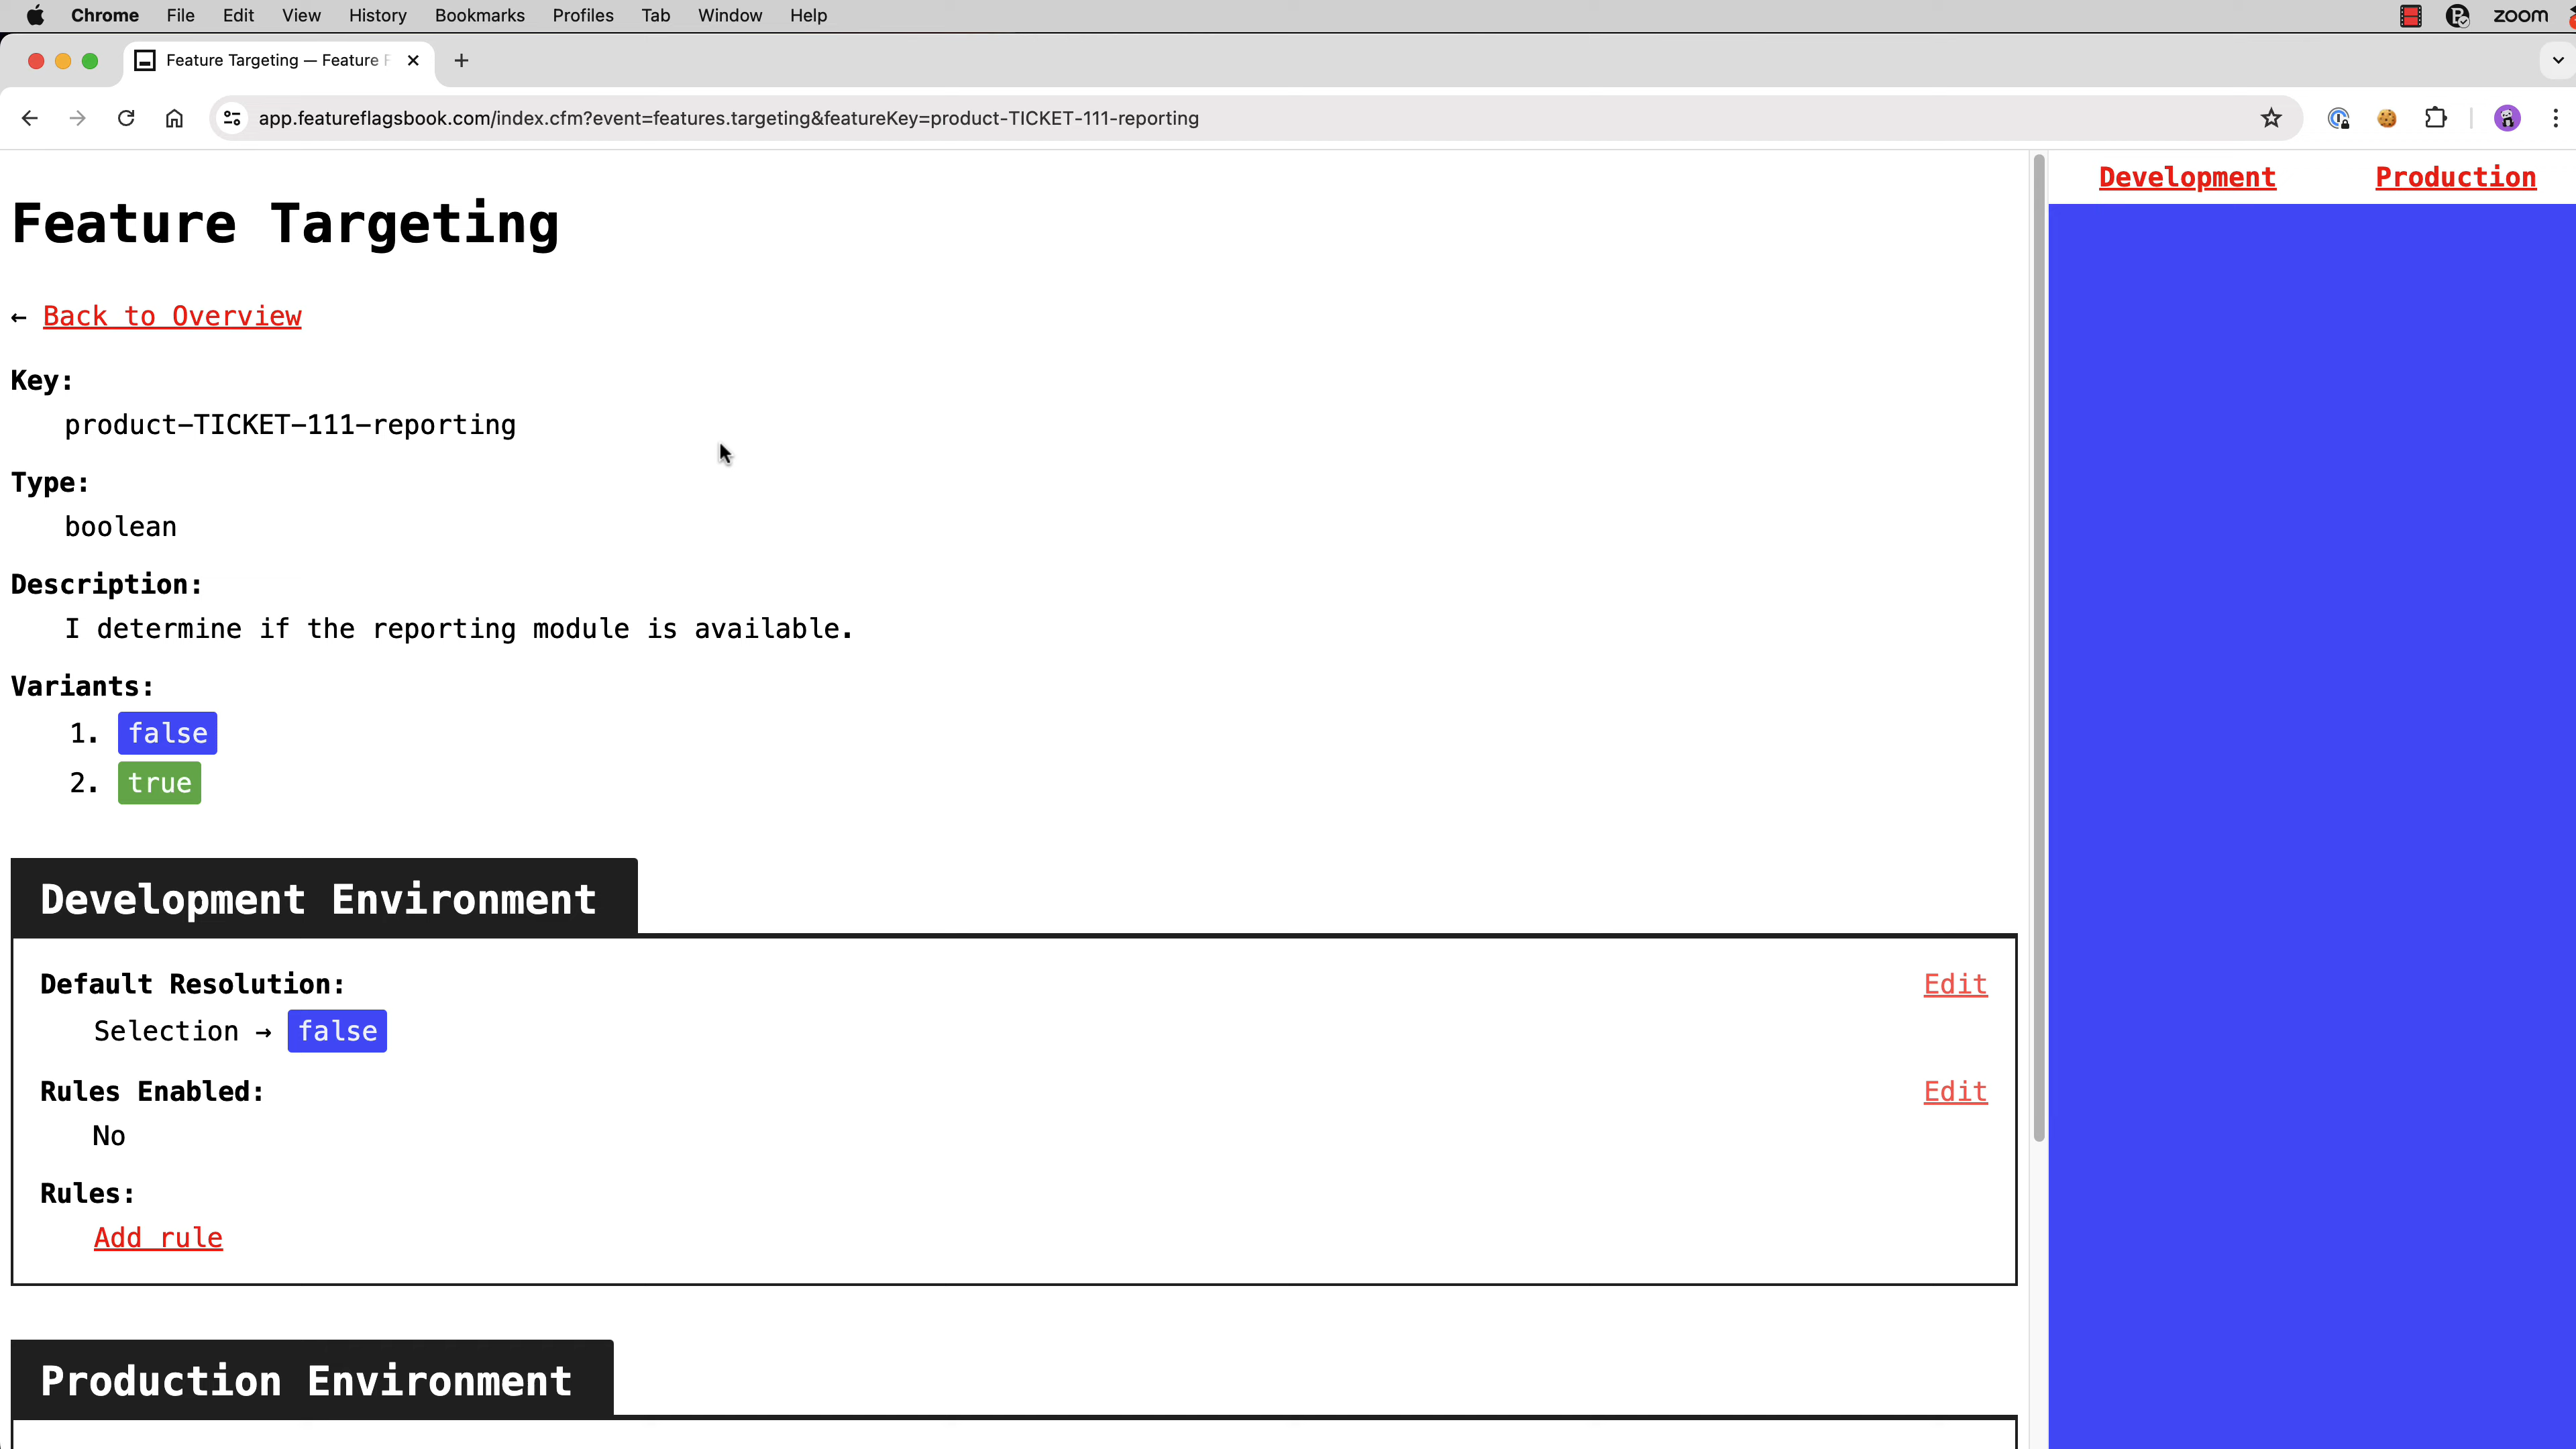 Chrome File Edit View History Bookmarks Profiles Tab Window Help zoom
Feature Targeting — Feature F
app.featureflagsbook.com/index.cfm?event=features.targeting&featureKey=product-TICKET-111-reporting
Development Production
Feature Targeting
← Back to Overview
Key:
product-TICKET-111-reporting
Type:
boolean
Description:
I determine if the reporting module is available.
Variants:
1. false
2. true
Development Environment
Default Resolution: Edit
Selection → false
Rules Enabled: Edit
No
Rules:
Add rule
Production Environment